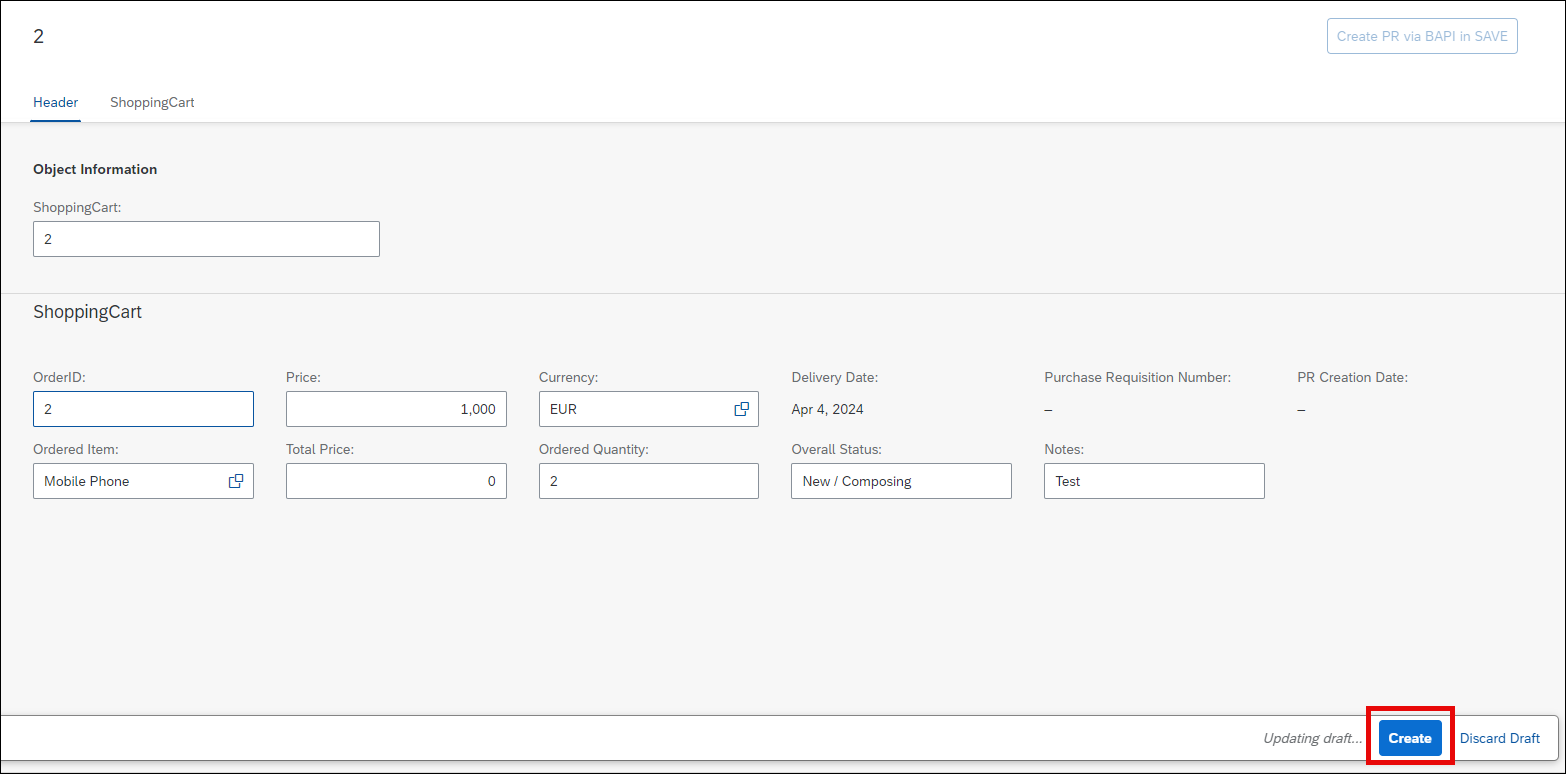 2
Create PR via BAPI in SAVE
Header ShoppingCart
Object Information
ShoppingCart:
2
ShoppingCart
OrderID: Price: Currency: Delivery Date: Purchase Requisition Number: PR Creation Date:
2 1,000 EUR Apr 4, 2024 – –
Ordered Item: Total Price: Ordered Quantity: Overall Status: Notes:
Mobile Phone 0 2 New / Composing Test
Updating draft... Create Discard Draft